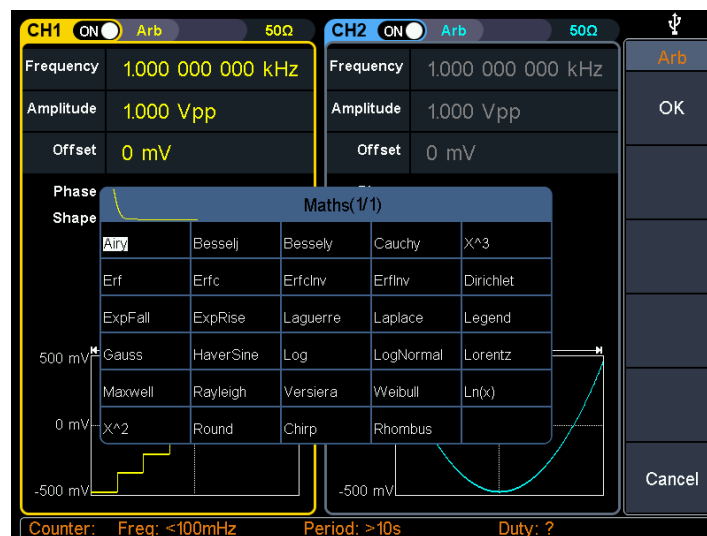 CH1 ON Arb 50Ω CH2 ON Arb 50Ω
Arb
Frequency 1.000 000 000 kHz Frequency 1.000 000 000 kHz
Amplitude 1.000 Vpp Amplitude 1.000 Vpp OK
Offset 0 mV Offset 0 mV
Phase
Shape
Maths(1/1)
Airy Besselj Bessely Cauchy X^3
Erf Erfc ErfcInv ErfInv Dirichlet
ExpFall ExpRise Laguerre Laplace Legend
500 mV Gauss HaverSine Log LogNormal Lorentz
Maxwell Rayleigh Versiera Weibull Ln(x)
0 mV X^2 Round Chirp Rhombus
-500 mV -500 mV Cancel
Counter: Freq: <100mHz Period: >10s Duty: ?